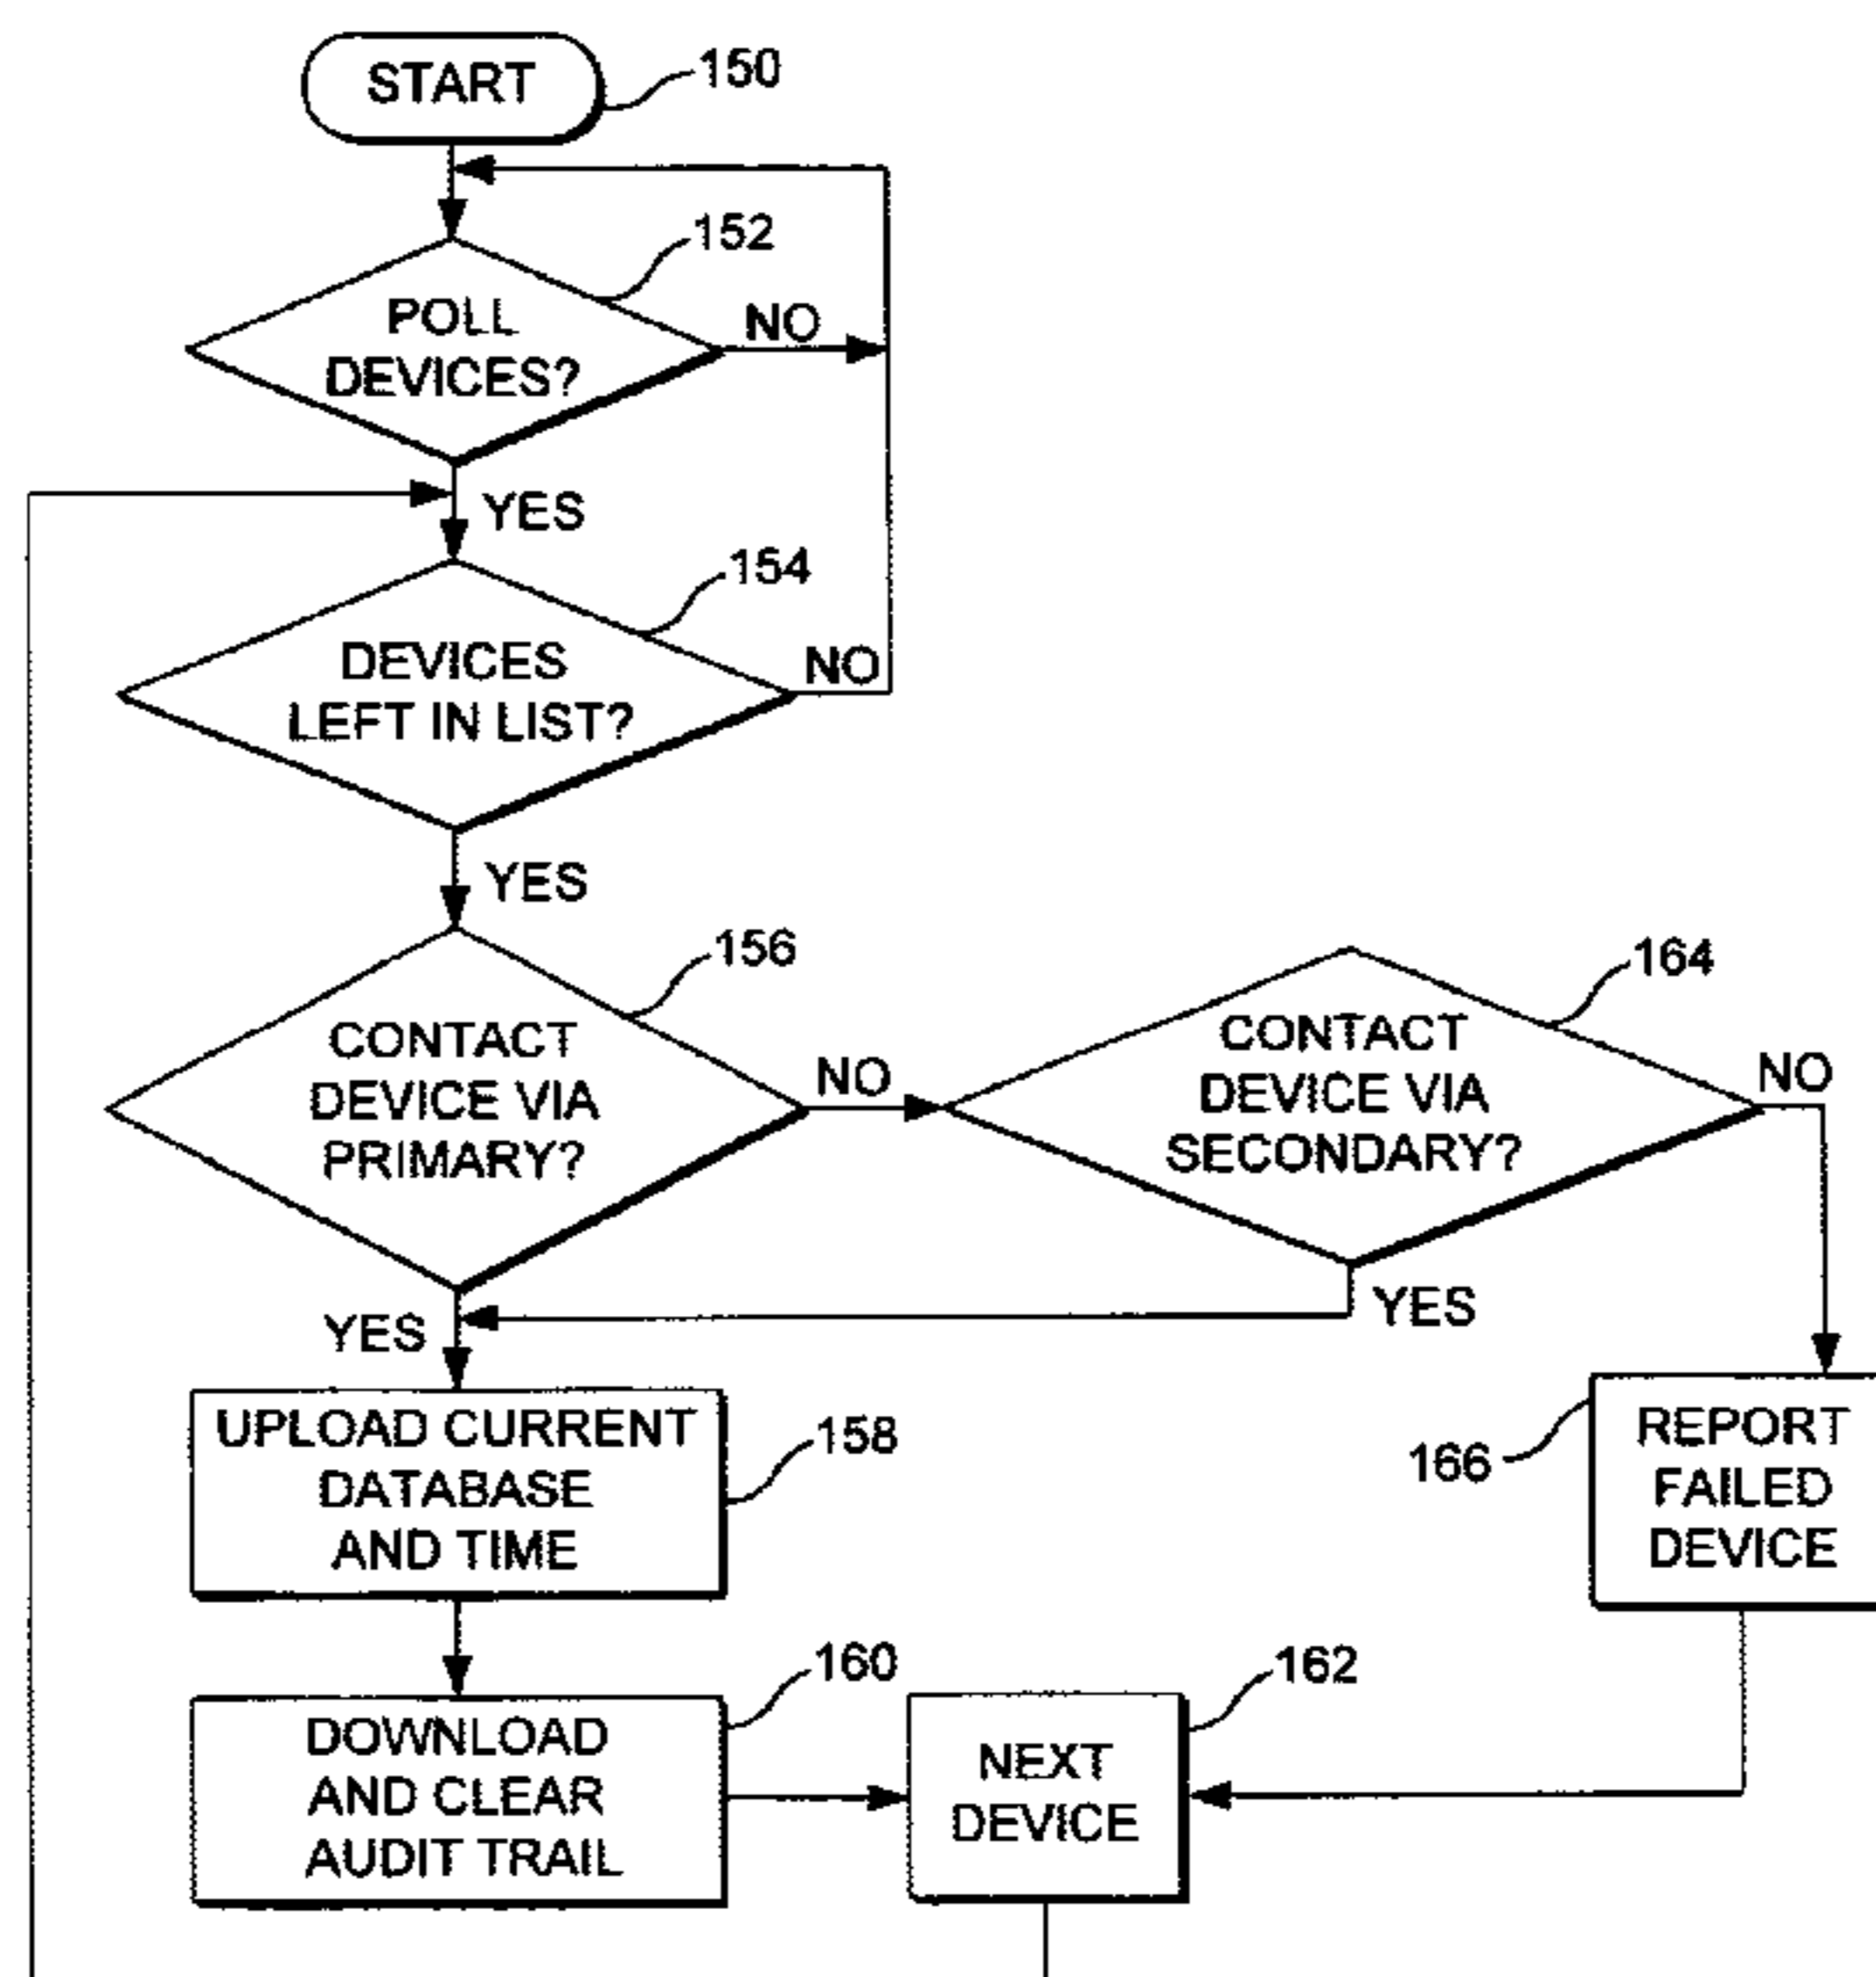 START
150
152
POLL
DEVICES?
NO
YES
154
DEVICES
LEFT IN LIST?
NO
YES
156
CONTACT
DEVICE VIA
PRIMARY?
NO
164
CONTACT
DEVICE VIA
SECONDARY?
NO
YES
YES
UPLOAD CURRENT
DATABASE
AND TIME
158
166
REPORT
FAILED
DEVICE
DOWNLOAD
AND CLEAR
AUDIT TRAIL
160
NEXT
DEVICE
162